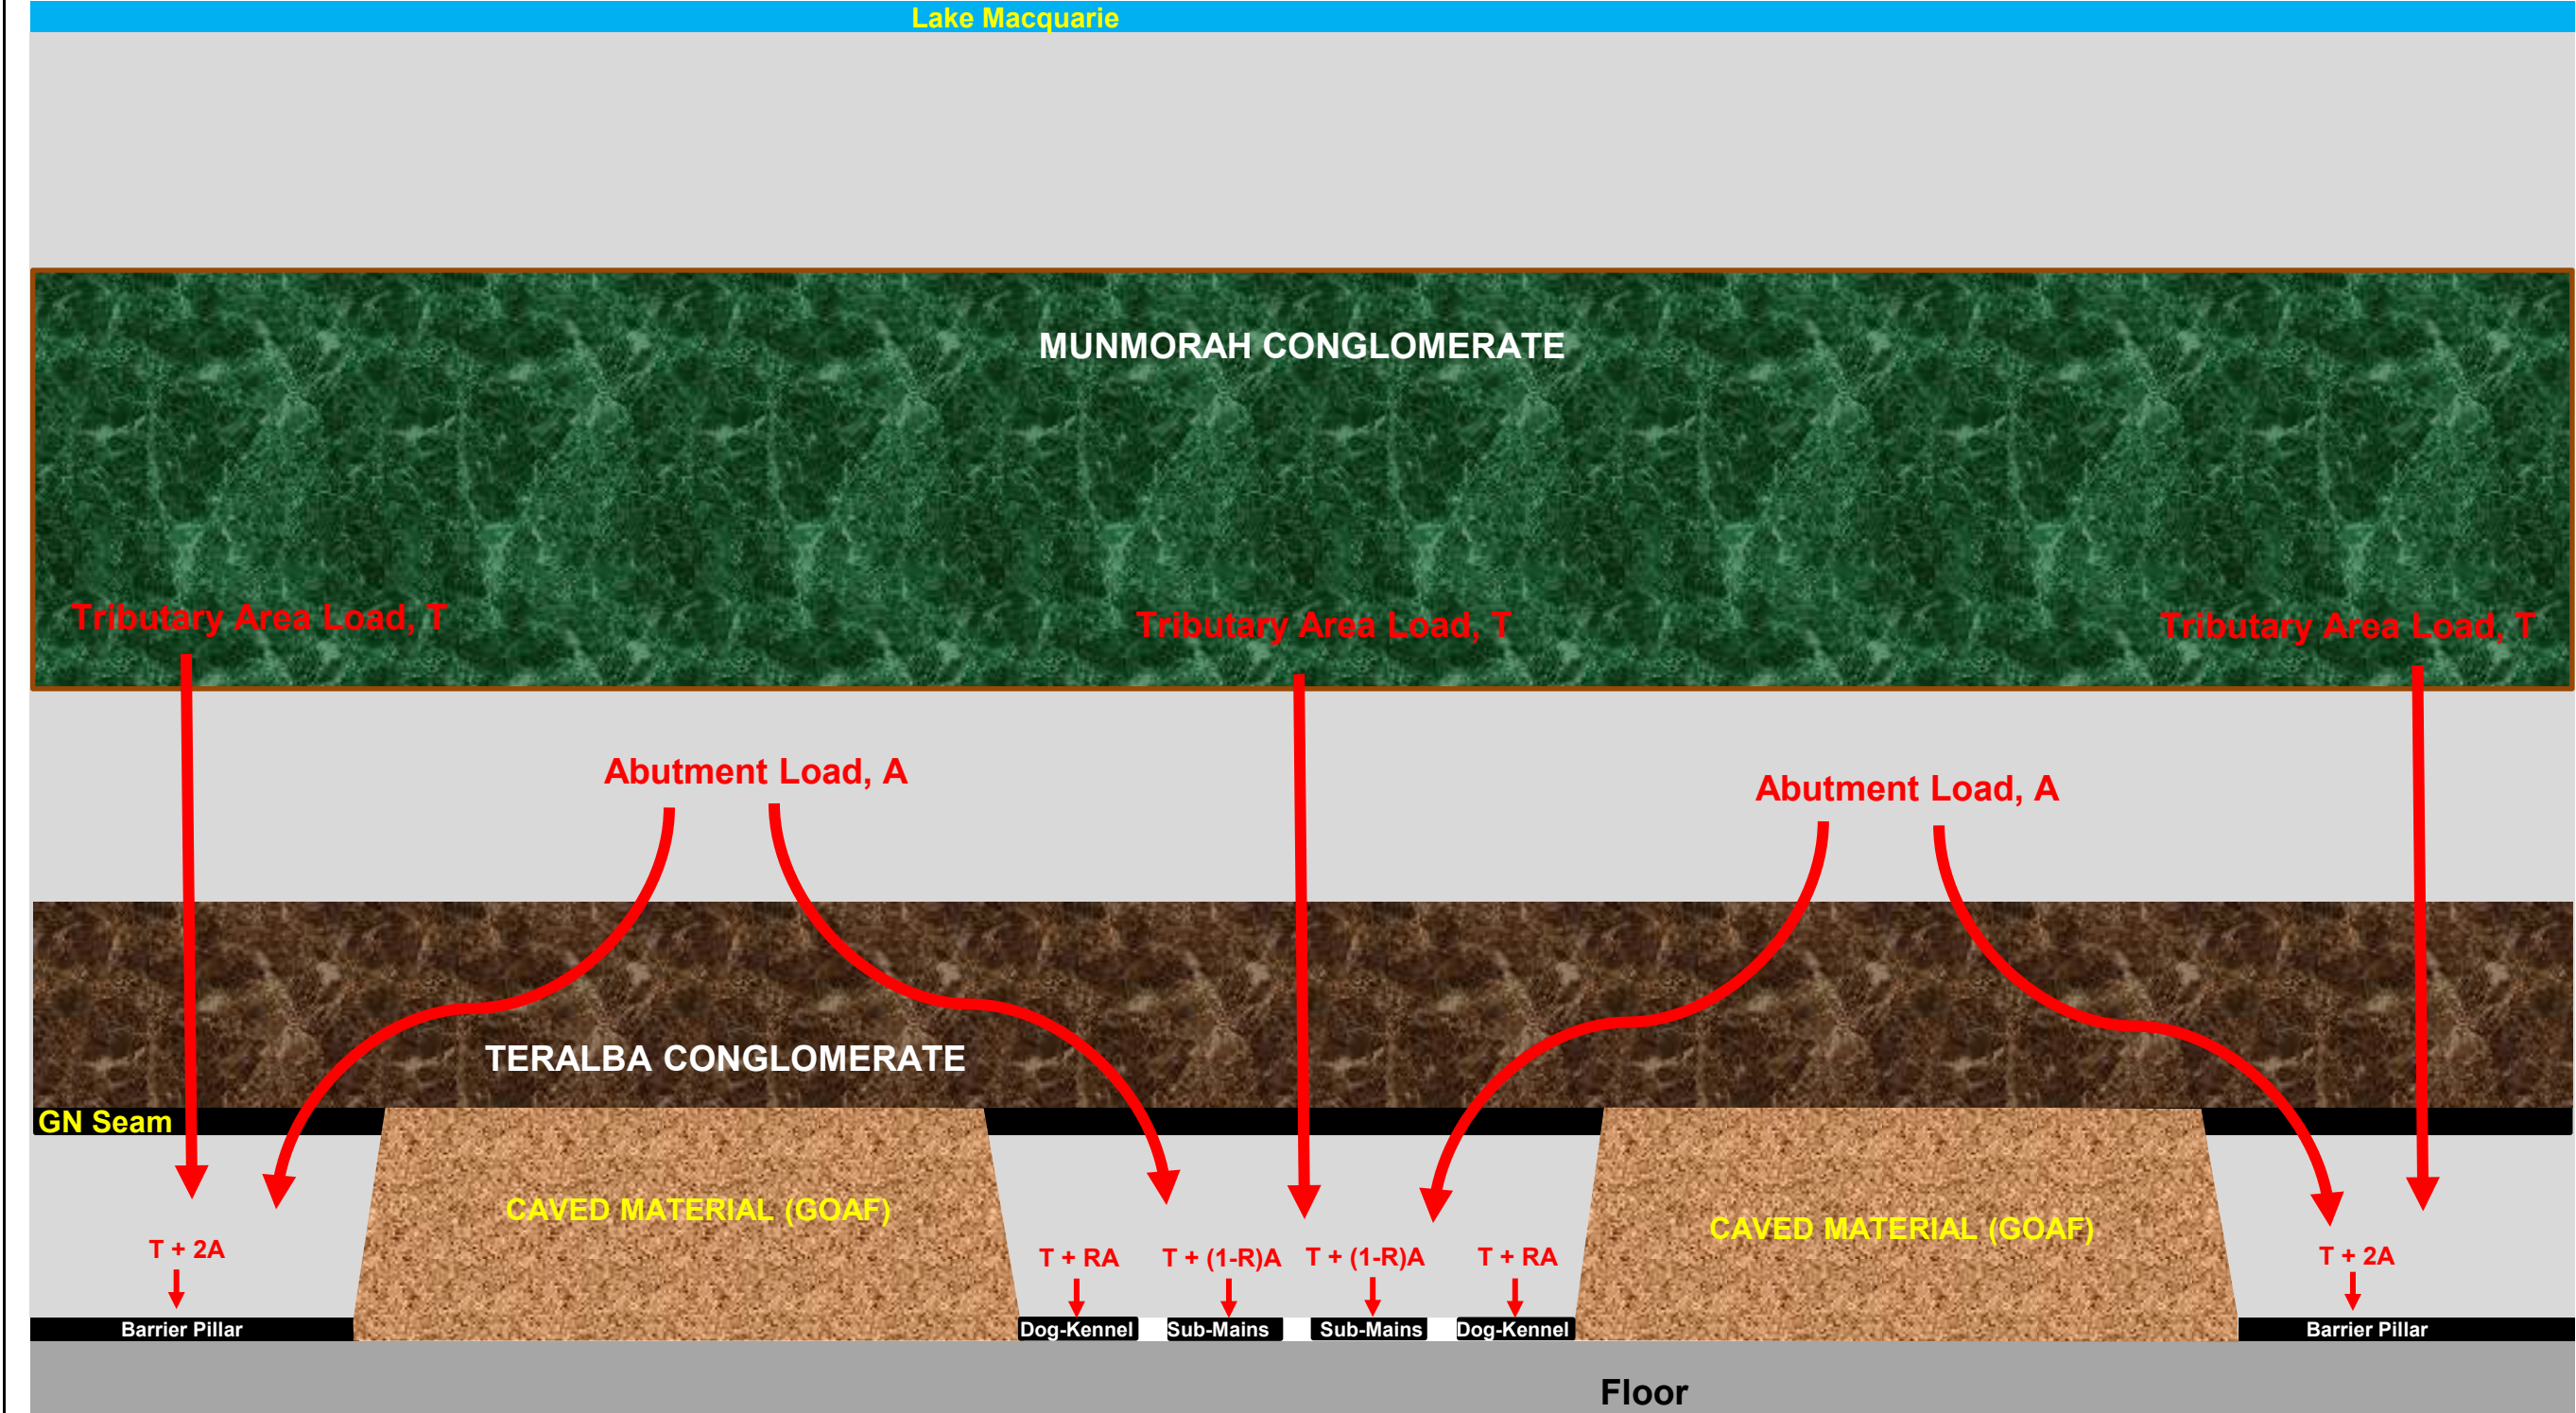 Lake Macquarie
MUNMORAH CONGLOMERATE
Tributary Area Load, T
Tributary Area Load, T
Tributary Area Load, T
Abutment Load, A
Abutment Load, A
TERALBA CONGLOMERATE
GN Seam
CAVED MATERIAL (GOAF)
CAVED MATERIAL (GOAF)
T + 2A
T + RA
T + (1-R)A
T + (1-R)A
T + RA
T + 2A
Barrier Pillar
Dog-Kennel
Sub-Mains
Sub-Mains
Dog-Kennel
Barrier Pillar
Floor